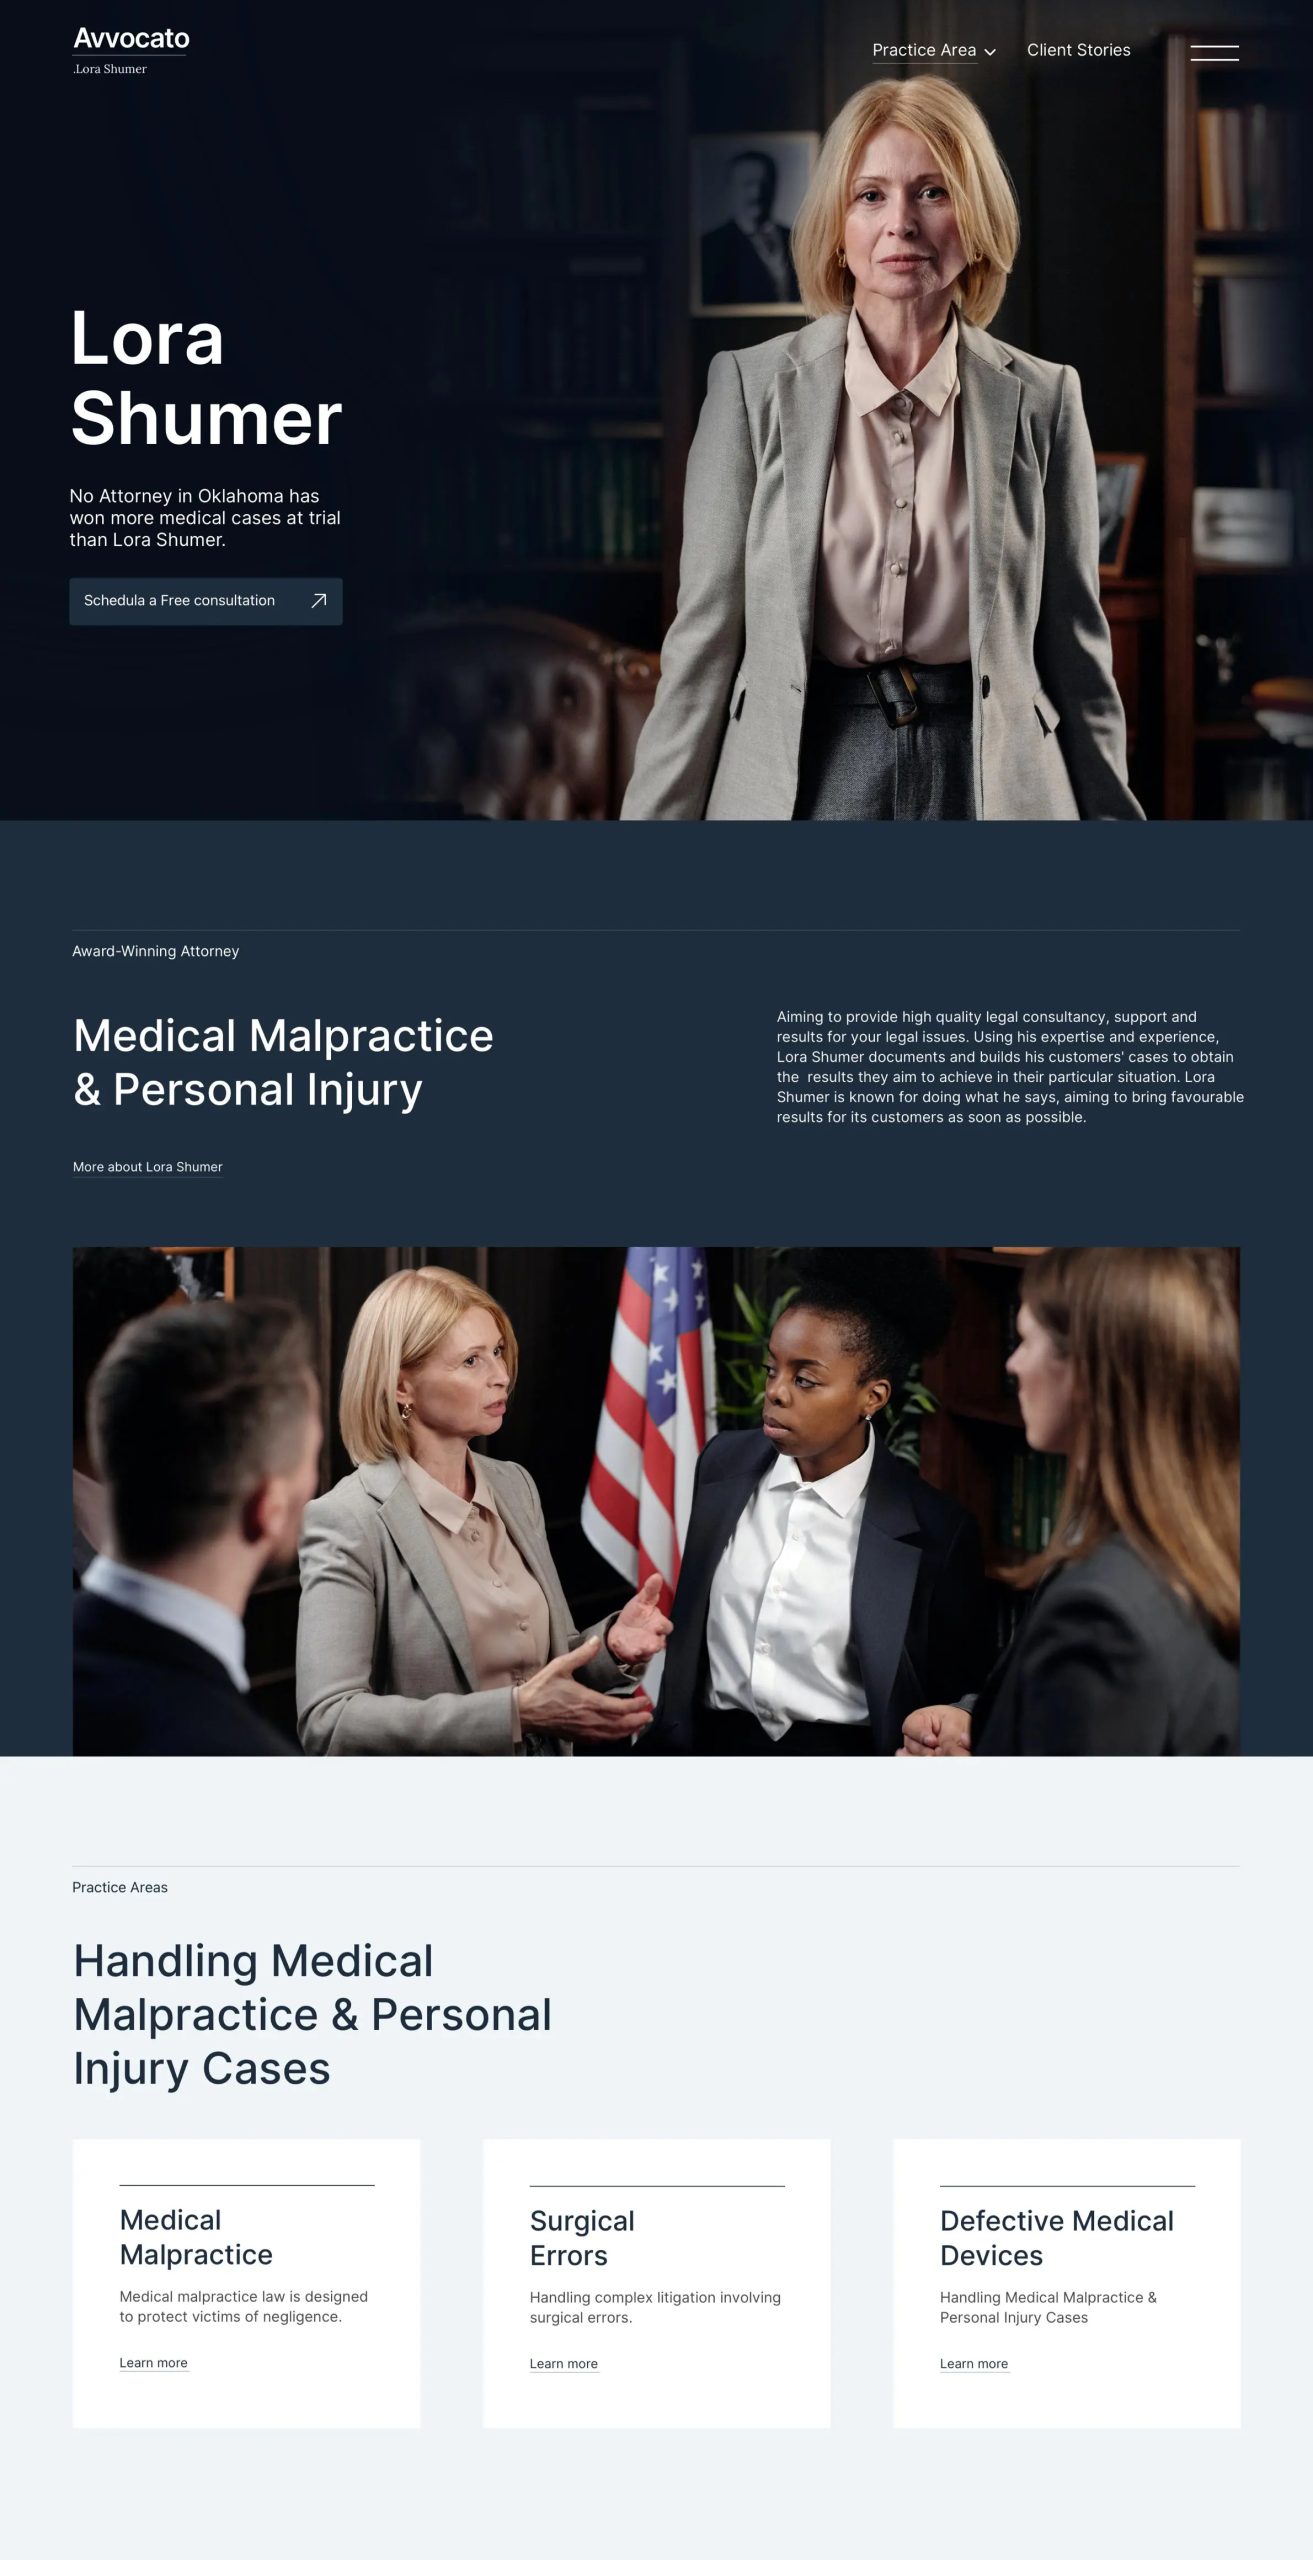 Avvocato
.Lora Shumer
Practice Area
Client Stories
Lora
Shumer
No Attorney in Oklahoma has
won more medical cases at trial
than Lora Shumer.
Schedula a Free consultation
Award-Winning Attorney
Medical Malpractice
& Personal Injury
More about Lora Shumer
Aiming to provide high quality legal consultancy, support and
results for your legal issues. Using his expertise and experience,
Lora Shumer documents and builds his customers' cases to obtain
the  results they aim to achieve in their particular situation. Lora
Shumer is known for doing what he says, aiming to bring favourable
results for its customers as soon as possible.
Practice Areas
Handling Medical
Malpractice & Personal
Injury Cases
Medical
Malpractice
Medical malpractice law is designed
to protect victims of negligence.
Learn more
Surgical
Errors
Handling complex litigation involving
surgical errors.
Learn more
Defective Medical
Devices
Handling Medical Malpractice &
Personal Injury Cases
Learn more